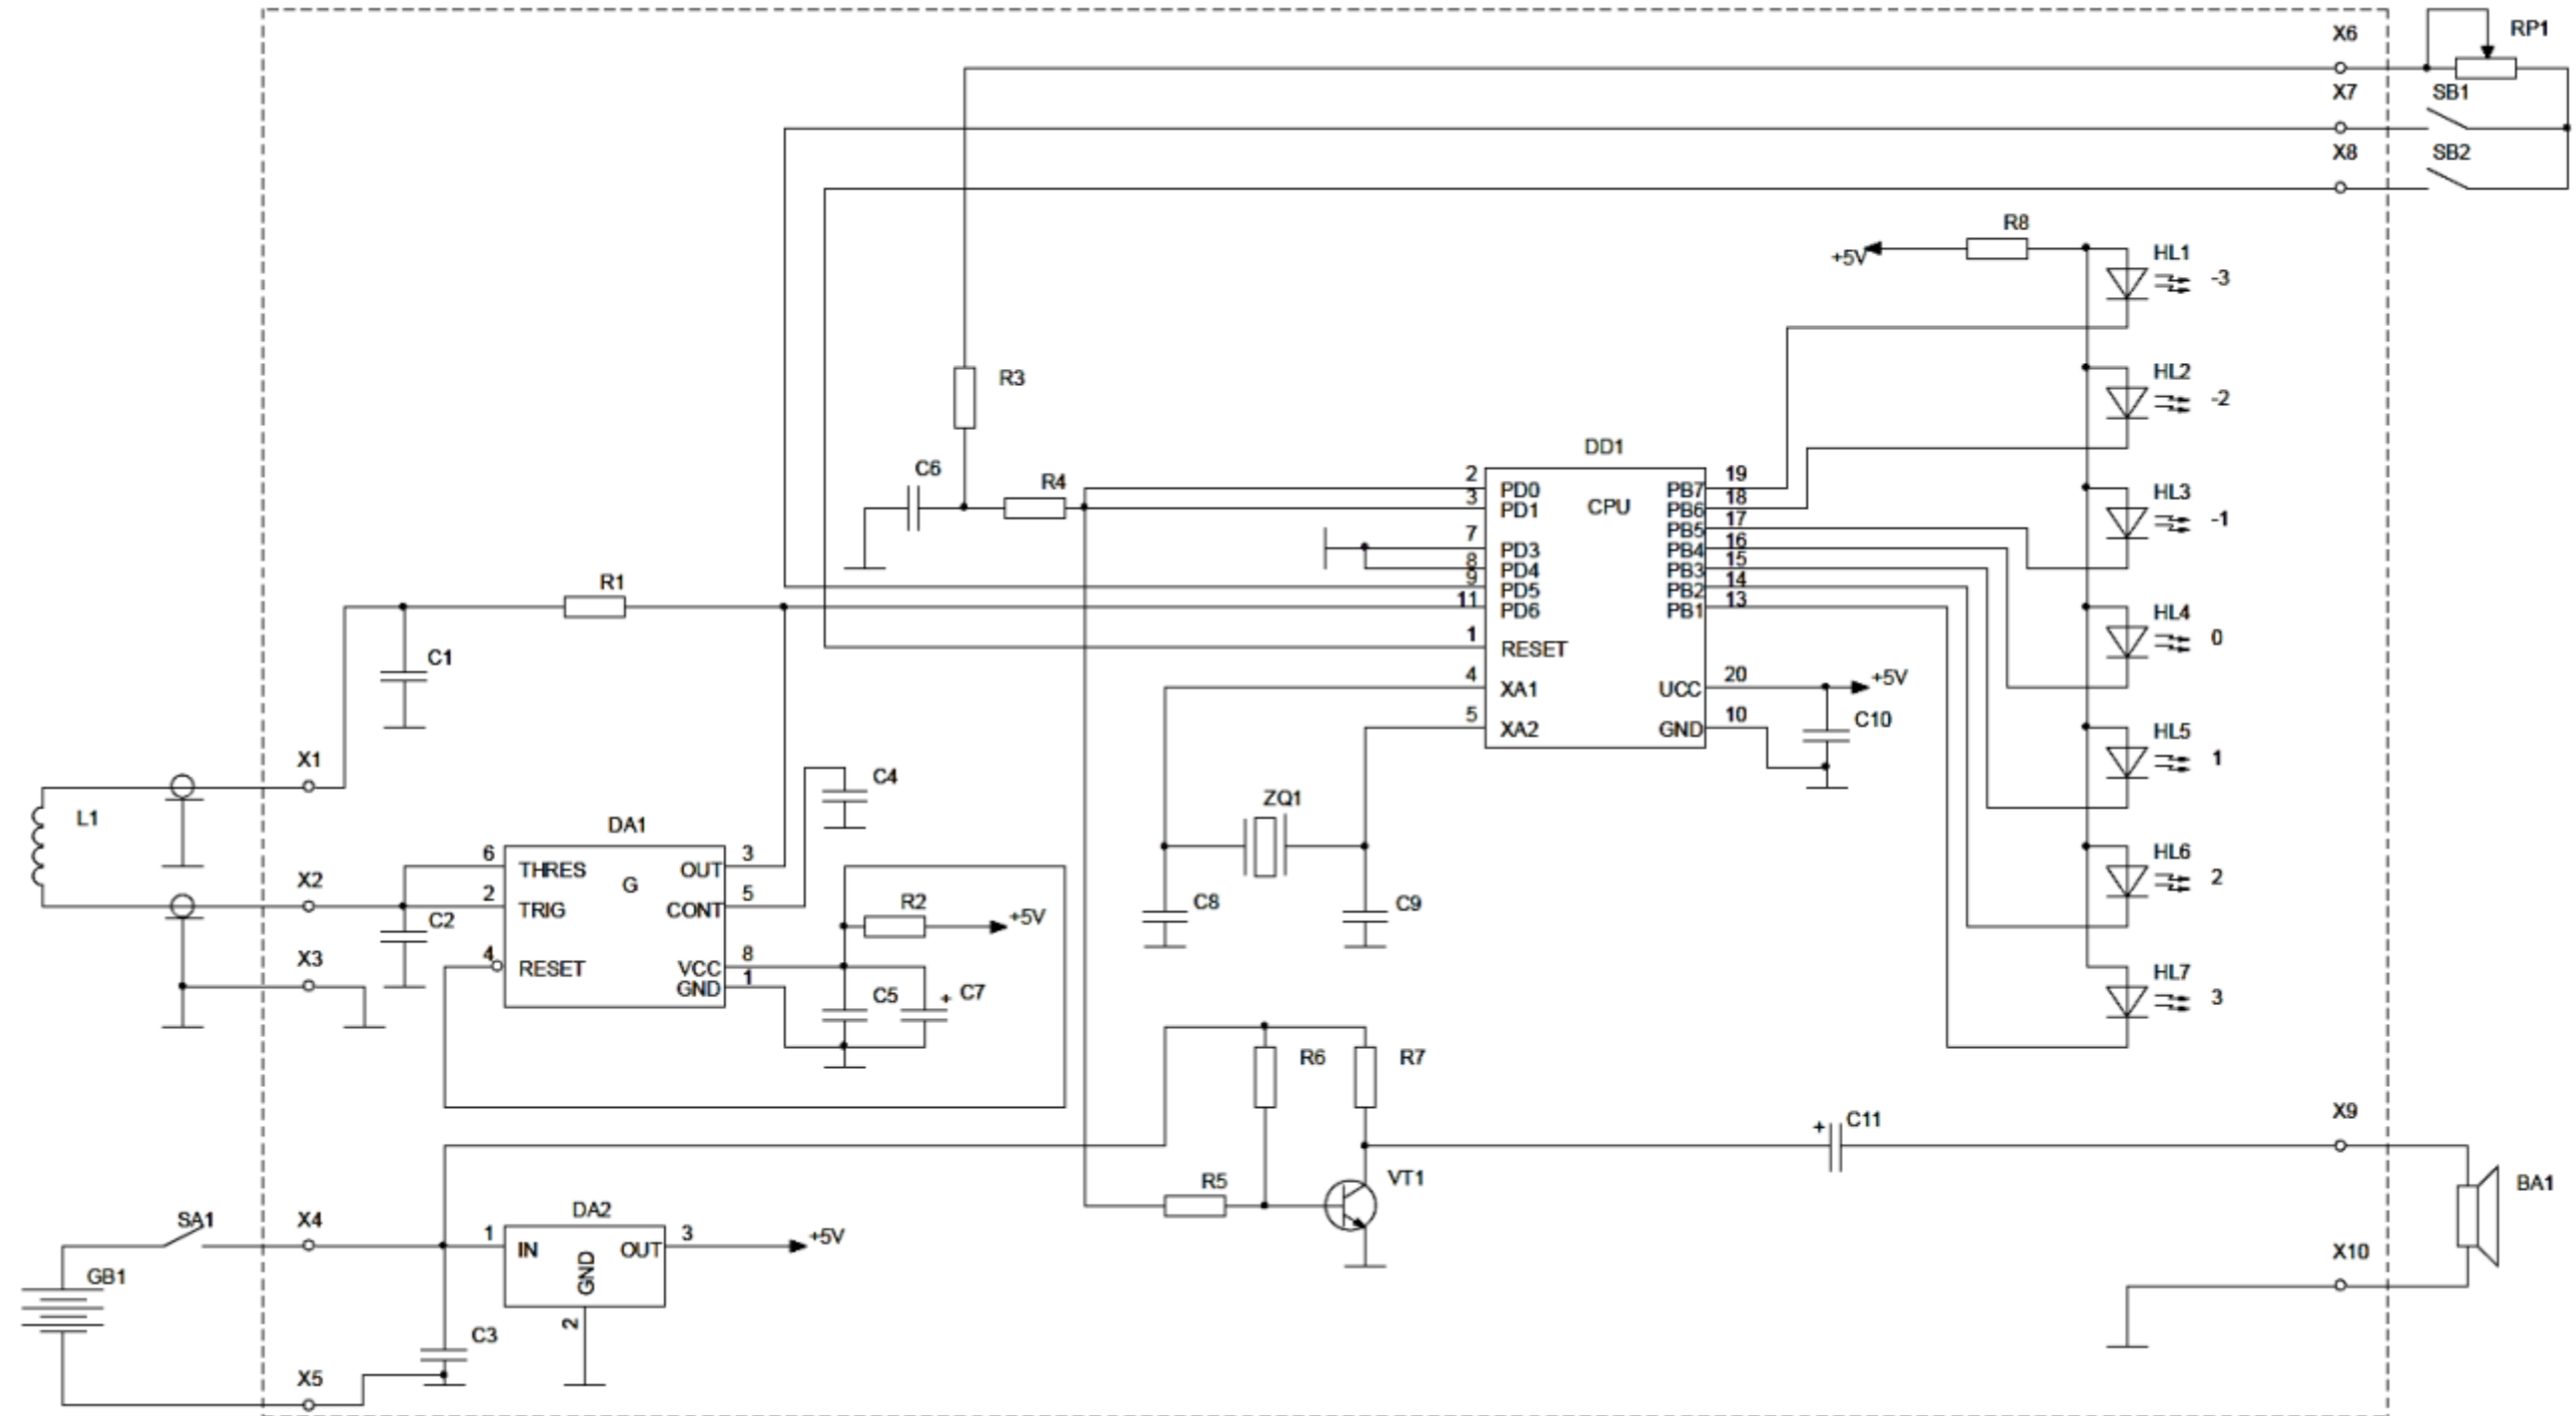 X6
RP1
X7
SB1
X8
SB2
R8
+5V
HL1
-3
HL2
-2
R3
DD1
C6
R4
2
PD0
CPU
PB7
19
3
PD1
PB6
18
HL3
-1
7
PD3
PB5
17
8
PD4
PB4
16
9
PD5
PB3
15
11
PD6
PB2
14
PB1
13
R1
HL4
0
1
RESET
C1
4
XA1
UCC
20
+5V
5
XA2
GND
10
C10
HL5
1
X1
C4
ZQ1
L1
DA1
HL6
2
6
THRES
G
OUT
3
X2
2
TRIG
CONT
5
R2
+5V
C8
C9
C2
X3
4
RESET
VCC
8
GND
1
C5
+ C7
HL7
3
R6
R7
X9
+ C11
R5
VT1
BA1
SA1
X4
DA2
1
IN
GND
OUT
3
+5V
X10
GB1
2
C3
X5